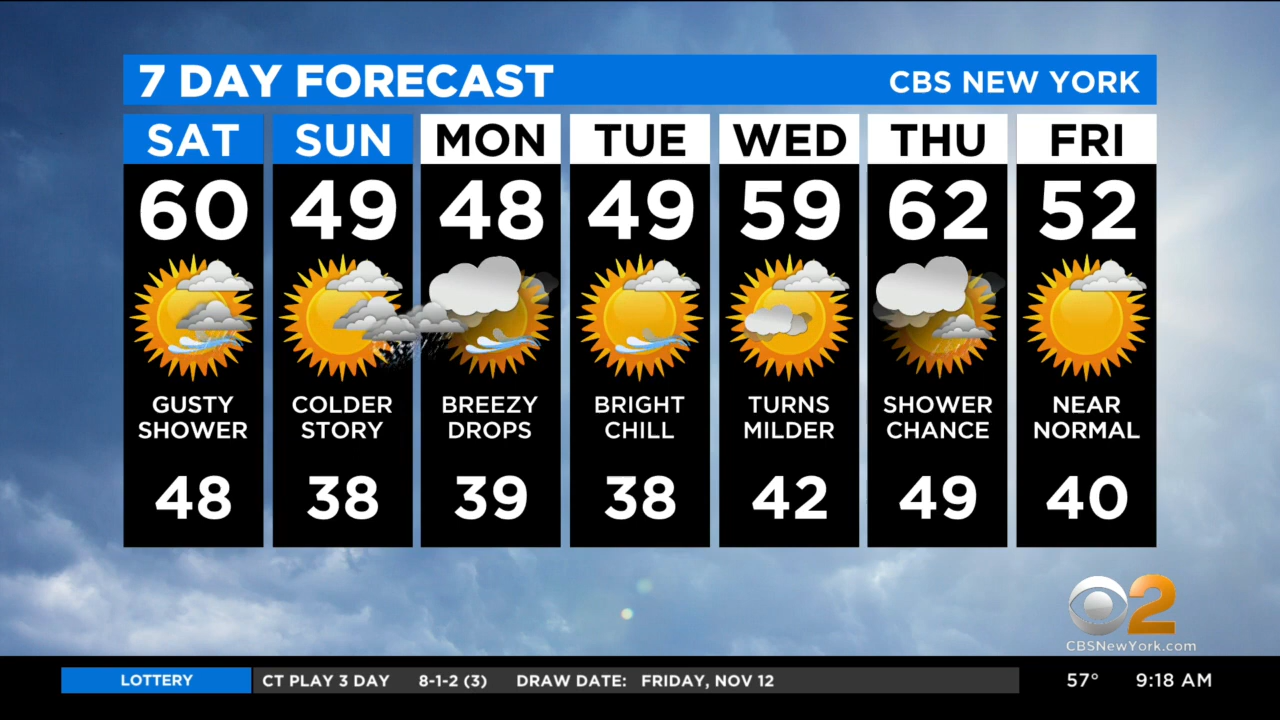 7 DAY FORECAST
CBS NEW YORK
SAT
SUN
MON
TUE
WED
THU
FRI
60
49
48
49
59
62
52
GUSTY
SHOWER
COLDER
STORY
BREEZY
DROPS
BRIGHT
CHILL
TURNS
MILDER
SHOWER
CHANCE
NEAR
NORMAL
48
38
39
38
42
49
40
2
CBSNewYork.com
LOTTERY
CT PLAY 3 DAY 8-1-2 (3) DRAW DATE: FRIDAY, NOV 12
57° 9:18 AM